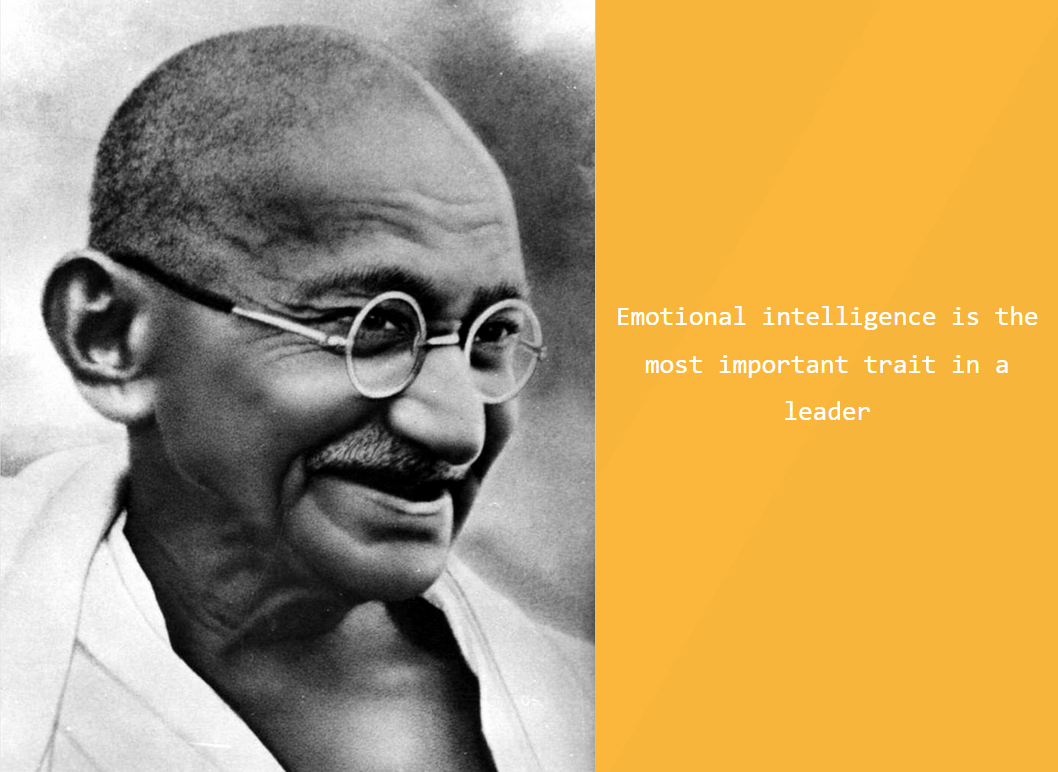 Emotional intelligence is the
most important trait in a
leader